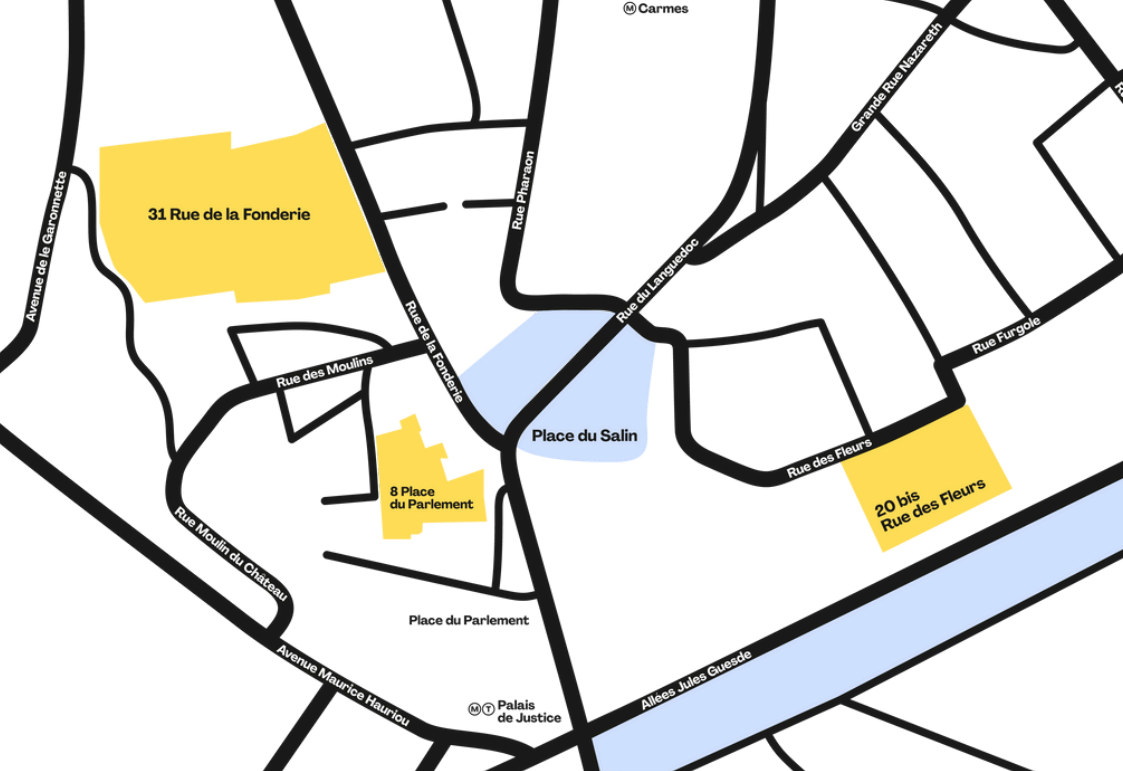 M Carmes
Grande Rue Nazareth
Avenue de le Garonnette
31 Rue de la Fonderie
Rue Pharaon
Rue du Languedoc
Rue de la Fonderie
Rue Furgole
Rue des Moulins
Place du Salin
Rue des Fleurs
8 Place
du Parlement
20 bis
Rue des Fleurs
Rue Moulin du Château
Place du Parlement
Avenue Maurice Hauriou
Allées Jules Guesde
M T Palais
de Justice